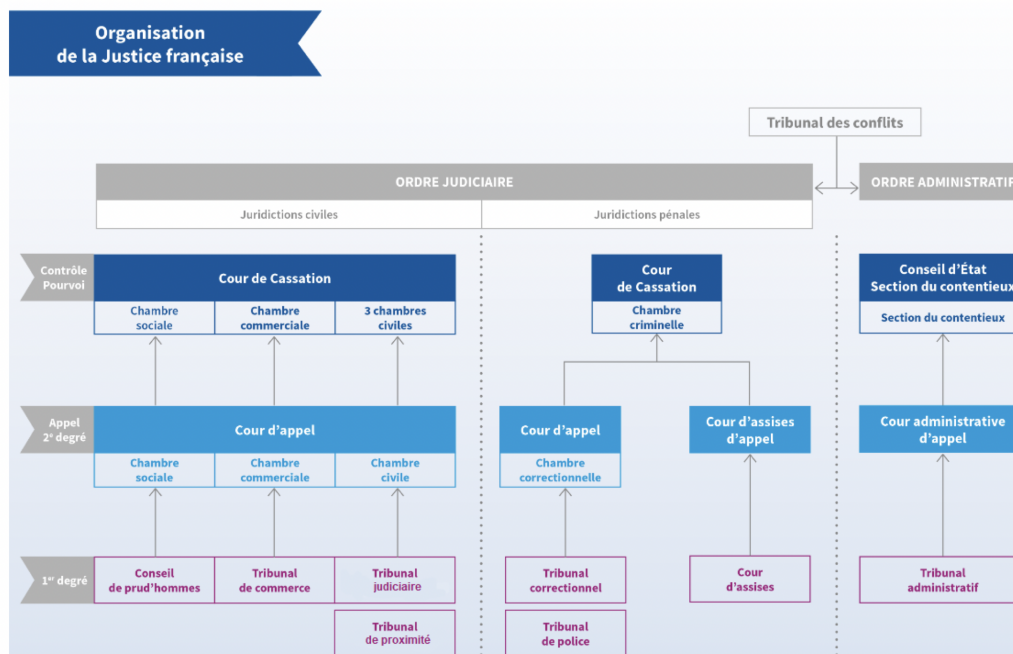 Organisation
de la Justice française
Tribunal des conflits
ORDRE JUDICIAIRE
ORDRE ADMINISTRATIF
Juridictions civiles
Juridictions pénales
Contrôle
Pourvoi
Cour de Cassation
Chambre
sociale
Chambre
commerciale
3 chambres
civiles
Cour
de Cassation
Chambre
criminelle
Conseil d'État
Section du contentieux
Section du contentieux
Appel
2e degré
Cour d'appel
Chambre
sociale
Chambre
commerciale
Chambre
civile
Cour d'appel
Chambre
correctionnelle
Cour d'assises
d'appel
Cour administrative
d'appel
1er degré
Conseil
de prud'hommes
Tribunal
de commerce
Tribunal
judiciaire
Tribunal
de proximité
Tribunal
correctionnel
Tribunal
de police
Cour
d'assises
Tribunal
administratif